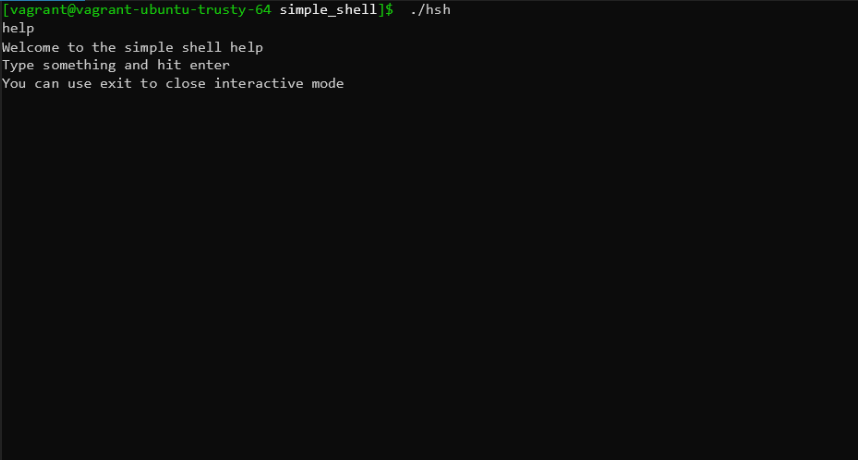 [vagrant@vagrant-ubuntu-trusty-64 simple_shell]$  ./hsh
help
Welcome to the simple shell help
Type something and hit enter
You can use exit to close interactive mode